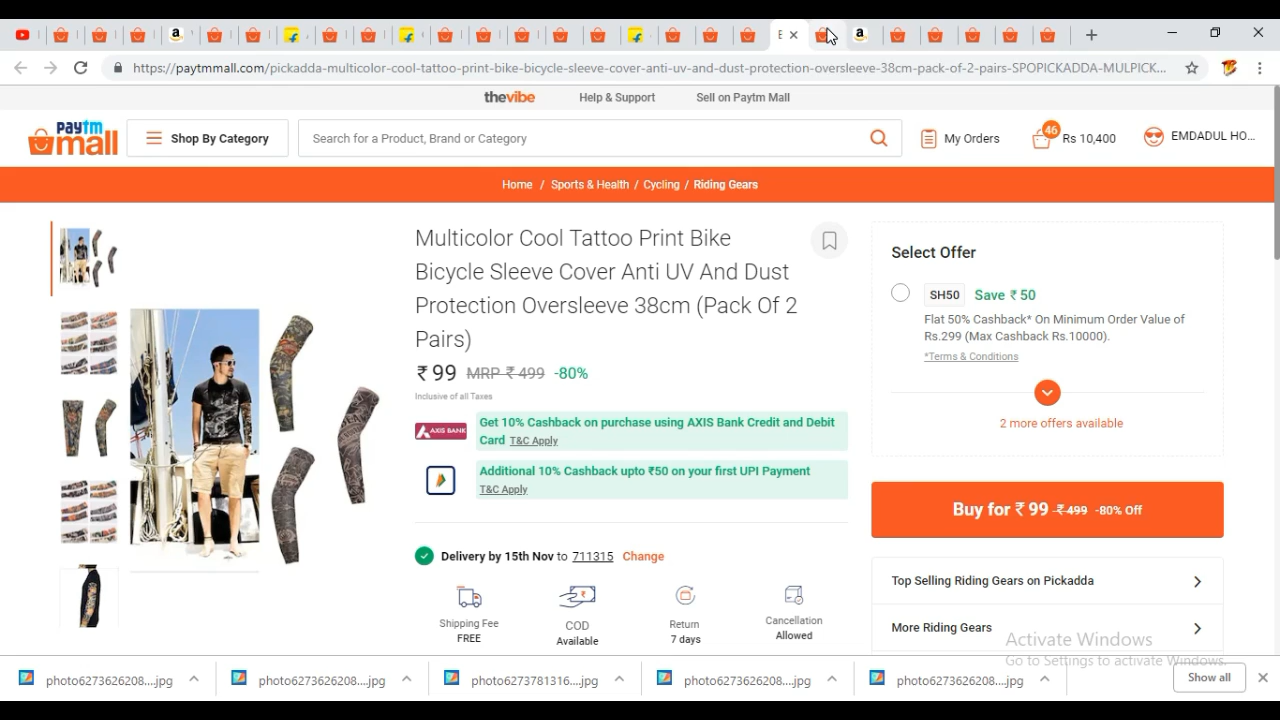 https://paytmmall.com/pickadda-multicolor-cool-tattoo-print-bike-bicycle-sleeve-cover-anti-uv-and-dust-protection-oversleeve-38cm-pack-of-2-pairs-SPOPICKADDA-MULPICK...
thevibe Help & Support Sell on Paytm Mall
paytm
mall
Shop By Category
Search for a Product, Brand or Category
My Orders
46
Rs 10,400
EMDADUL HO...
Home / Sports & Health / Cycling / Riding Gears
Multicolor Cool Tattoo Print Bike
Bicycle Sleeve Cover Anti UV And Dust
Protection Oversleeve 38cm (Pack Of 2
Pairs)
₹ 99 MRP ₹ 499 -80%
Inclusive of all Taxes
AXIS BANK
Get 10% Cashback on purchase using AXIS Bank Credit and Debit
Card T&C Apply
Additional 10% Cashback upto ₹50 on your first UPI Payment
T&C Apply
Delivery by 15th Nov to 711315 Change
Shipping Fee
FREE
COD
Available
Return
7 days
Cancellation
Allowed
Select Offer
SH50 Save ₹ 50
Flat 50% Cashback* On Minimum Order Value of
Rs.299 (Max Cashback Rs.10000).
*Terms & Conditions
2 more offers available
Buy for ₹ 99 ₹ 499 -80% Off
Top Selling Riding Gears on Pickadda
More Riding Gears
Activate Windows
Go to Settings to activate Windows.
photo6273626208....jpg
photo6273626208....jpg
photo6273781316....jpg
photo6273626208....jpg
photo6273626208....jpg
Show all